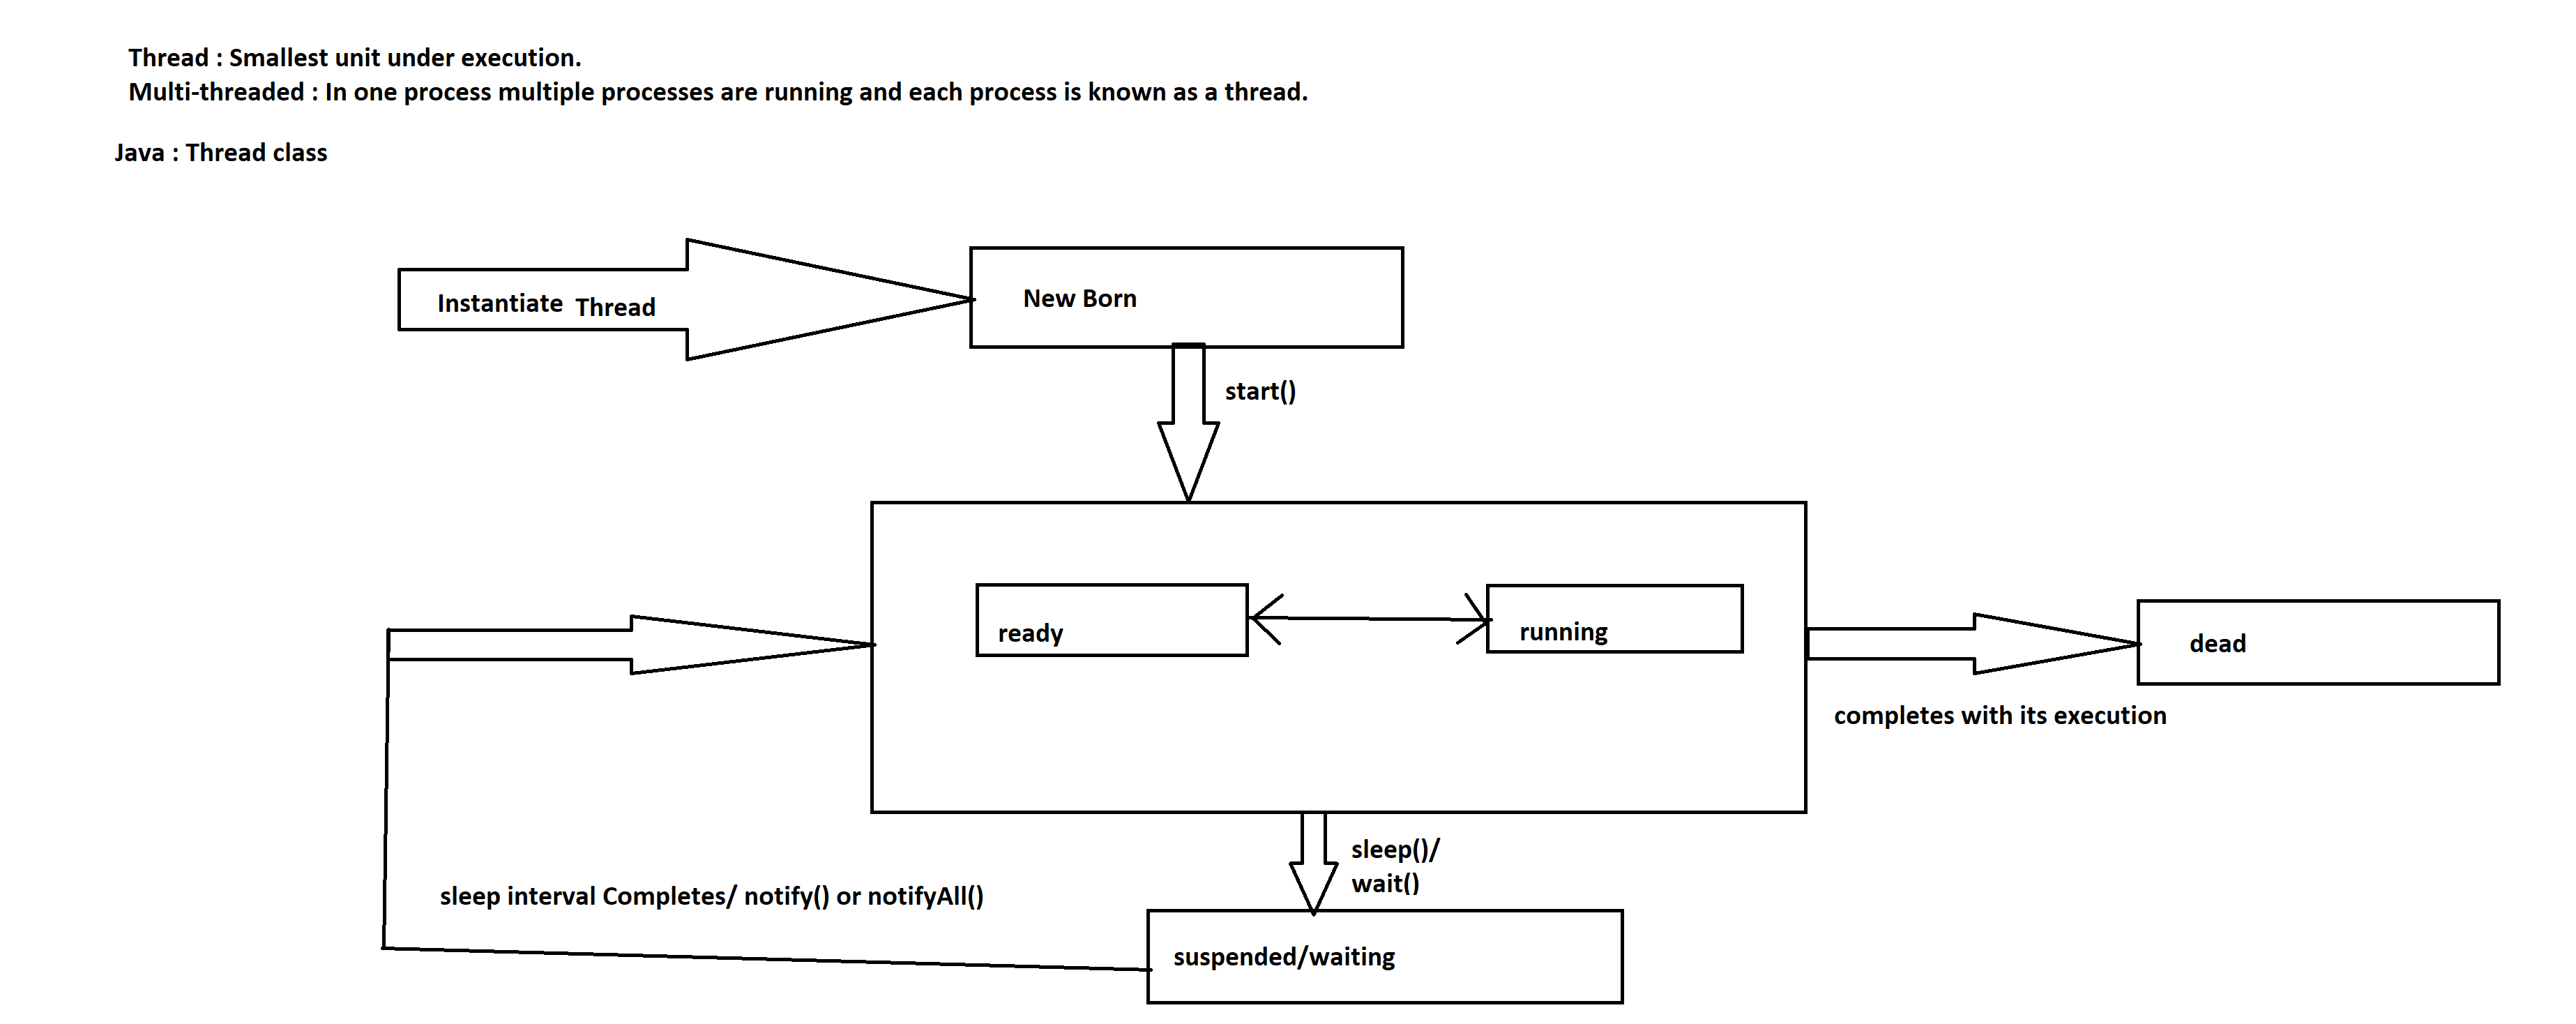 Thread : Smallest unit under execution.
Multi-threaded : In one process multiple processes are running and each process is known as a thread.
Java : Thread class
Instantiate Thread
New Born
start()
ready
running
dead
completes with its execution
sleep()/
wait()
sleep interval Completes/ notify() or notifyAll()
suspended/waiting